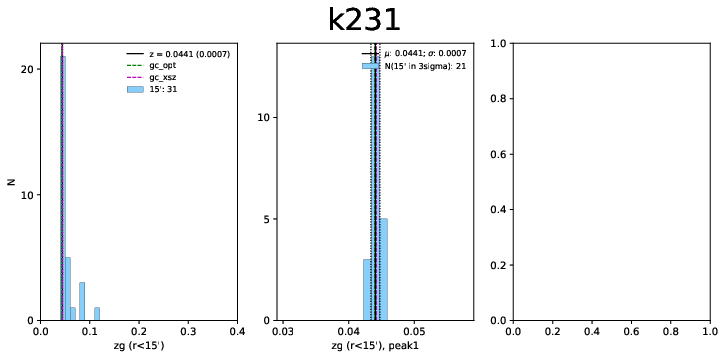 k231
z = 0.0441 (0.0007)
gc_opt
gc_xsz
15': 31
N
20
10
0
0.0 0.1 0.2 0.3 0.4
zg (r<15')
μ: 0.0441; σ: 0.0007
N(15' in 3sigma): 21
10
5
0
0.03 0.04 0.05
zg (r<15'), peak1
1.0
0.8
0.6
0.4
0.2
0.0
0.0 0.2 0.4 0.6 0.8 1.0